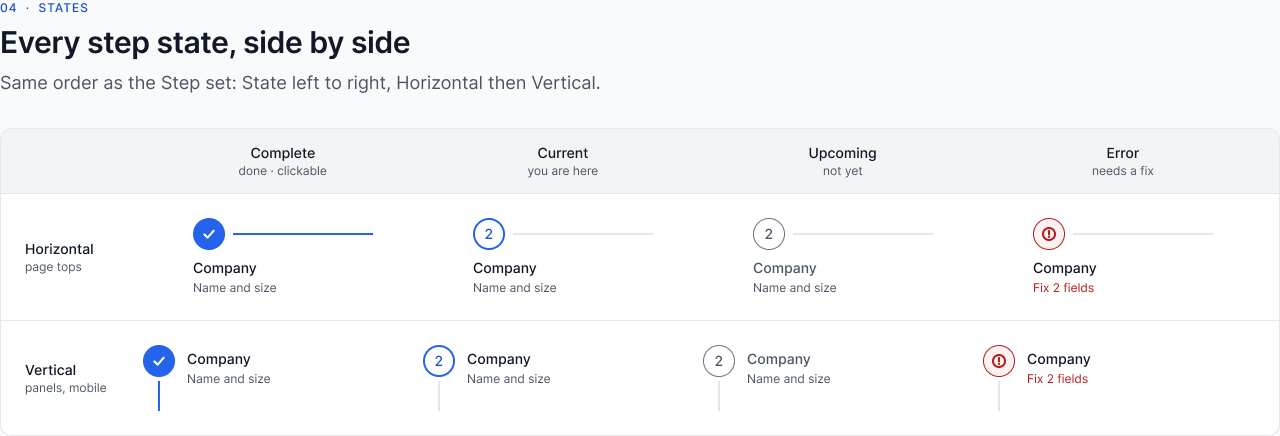 04 · STATES
Every step state, side by side
Same order as the Step set: State left to right, Horizontal then Vertical.
Complete
done · clickable
Current
you are here
Upcoming
not yet
Error
needs a fix
Horizontal
page tops
Company
Name and size
2
Company
Name and size
2
Company
Name and size
Company
Fix 2 fields
Vertical
panels, mobile
Company
Name and size
2
Company
Name and size
2
Company
Name and size
Company
Fix 2 fields